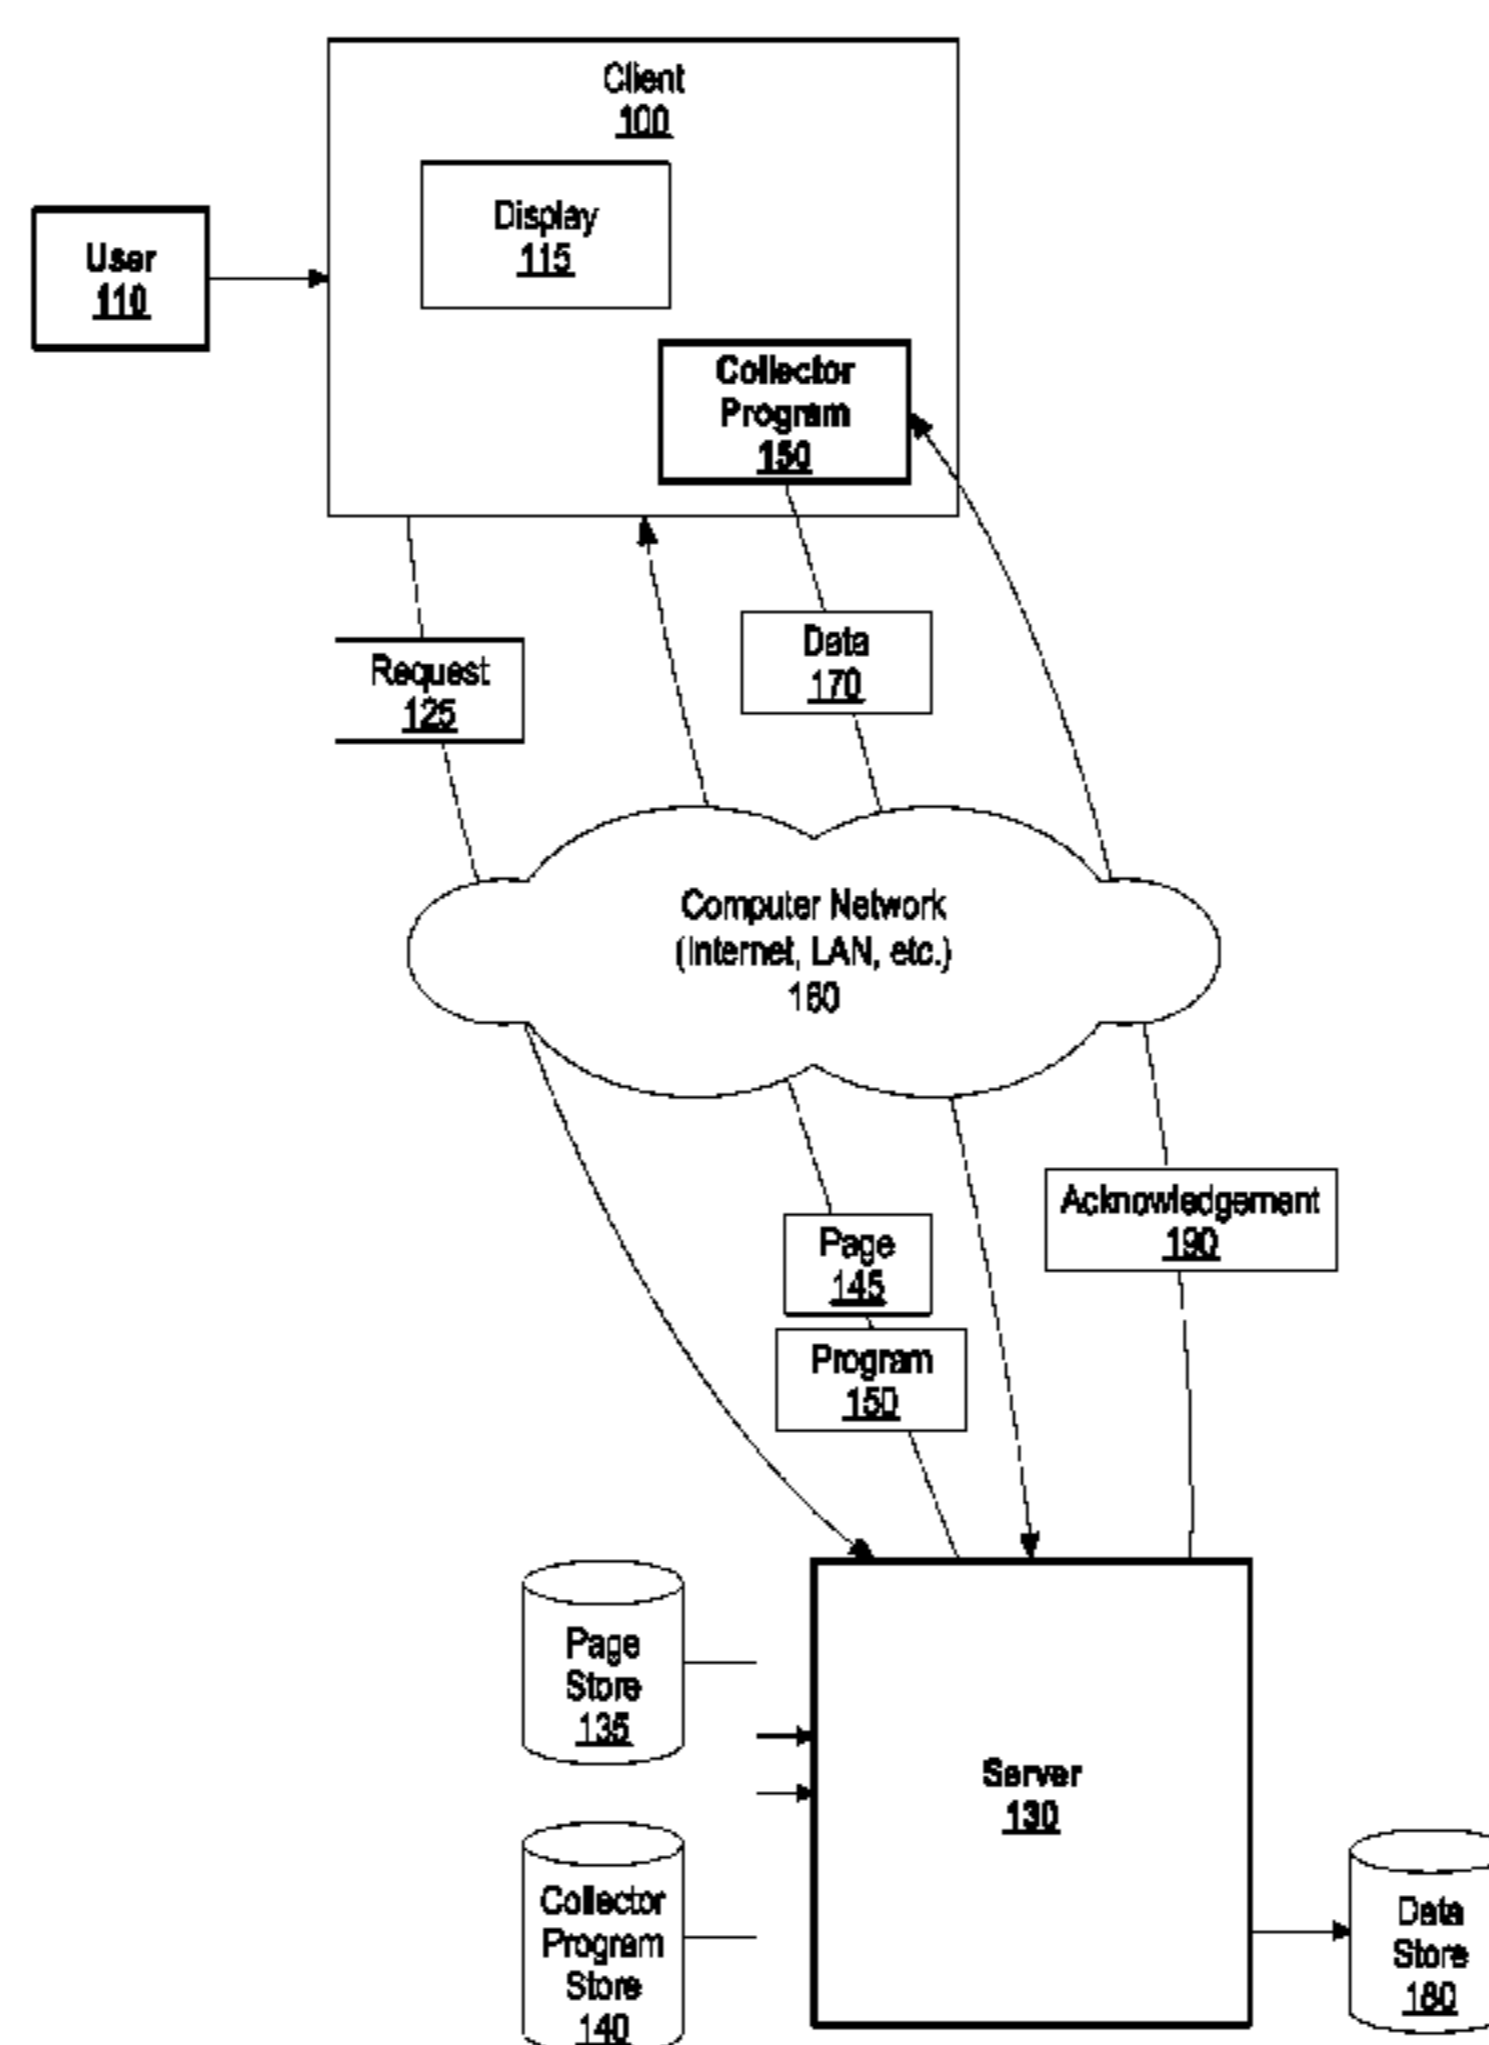 Client
100
Display
115
User
110
Collector
Program
150
Data
170
Request
125
Computer Network
(Internet, LAN, etc.)
160
Acknowledgement
190
Page
145
Program
150
Page
Store
135
Server
130
Collector
Program
Store
140
Data
Store
180